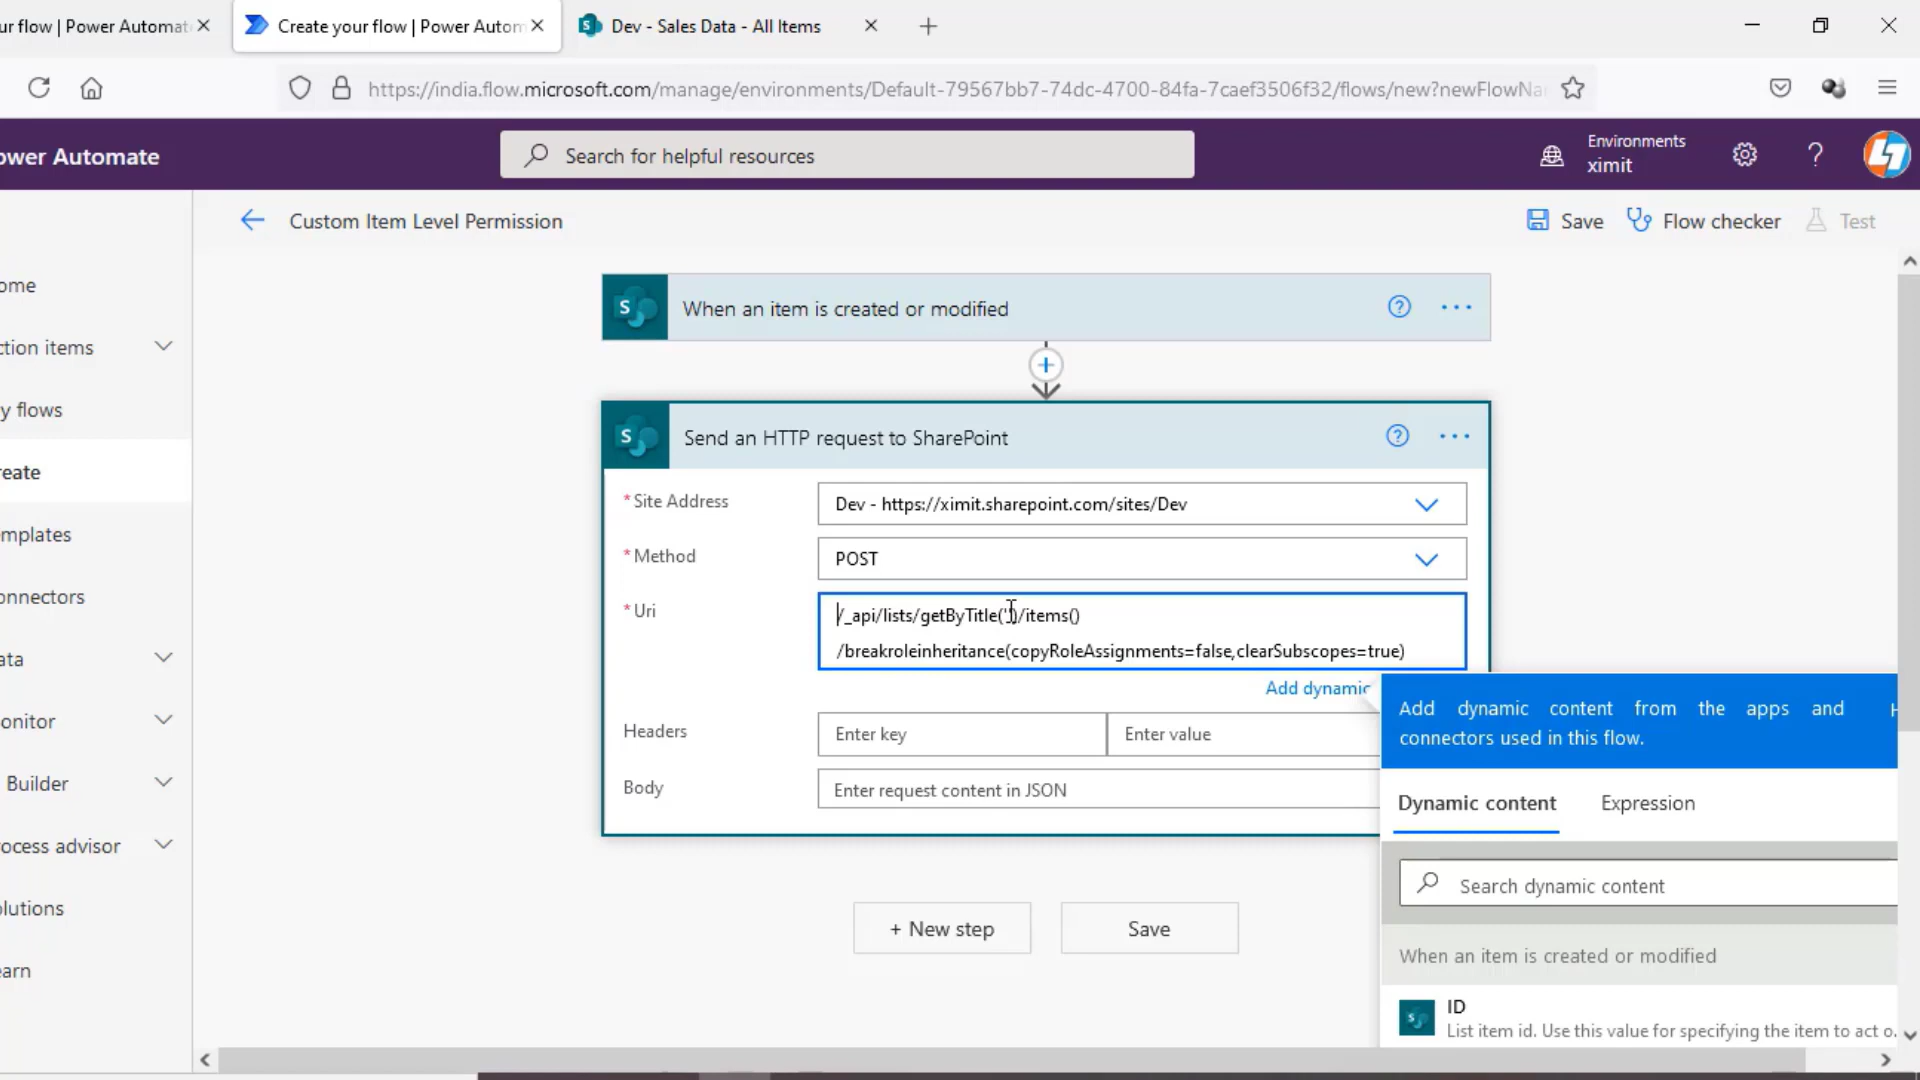 ur flow | Power Automat
Create your flow | Power Autom
Dev - Sales Data - All Items
https://india.flow.microsoft.com/manage/environments/Default-79567bb7-74dc-4700-84fa-7caef3506f32/flows/new?newFlowNa
ower Automate
Search for helpful resources
Environments
ximit
Custom Item Level Permission
Save
Flow checker
Test
ome
ction items
y flows
reate
emplates
onnectors
ata
onitor
Builder
ocess advisor
olutions
earn
When an item is created or modified
Send an HTTP request to SharePoint
* Site Address
Dev - https://ximit.sharepoint.com/sites/Dev
* Method
POST
* Uri
/_api/lists/getByTitle('')/items()
/breakroleinheritance(copyRoleAssignments=false,clearSubscopes=true)
Add dynamic
Headers
Enter key
Enter value
Body
Enter request content in JSON
+ New step
Save
Add dynamic content from the apps and
connectors used in this flow.
Dynamic content
Expression
Search dynamic content
When an item is created or modified
ID
List item id. Use this value for specifying the item to act o.